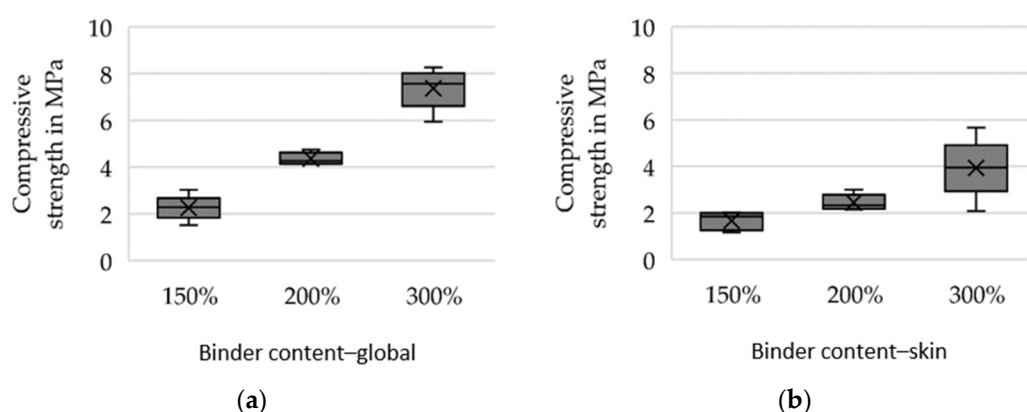 10
8
6
4
2
0
Compressive
strength in MPa
150% 200% 300%
Binder content–global
(a)
10
8
6
4
2
0
Compressive
strength in MPa
150% 200% 300%
Binder content–skin
(b)